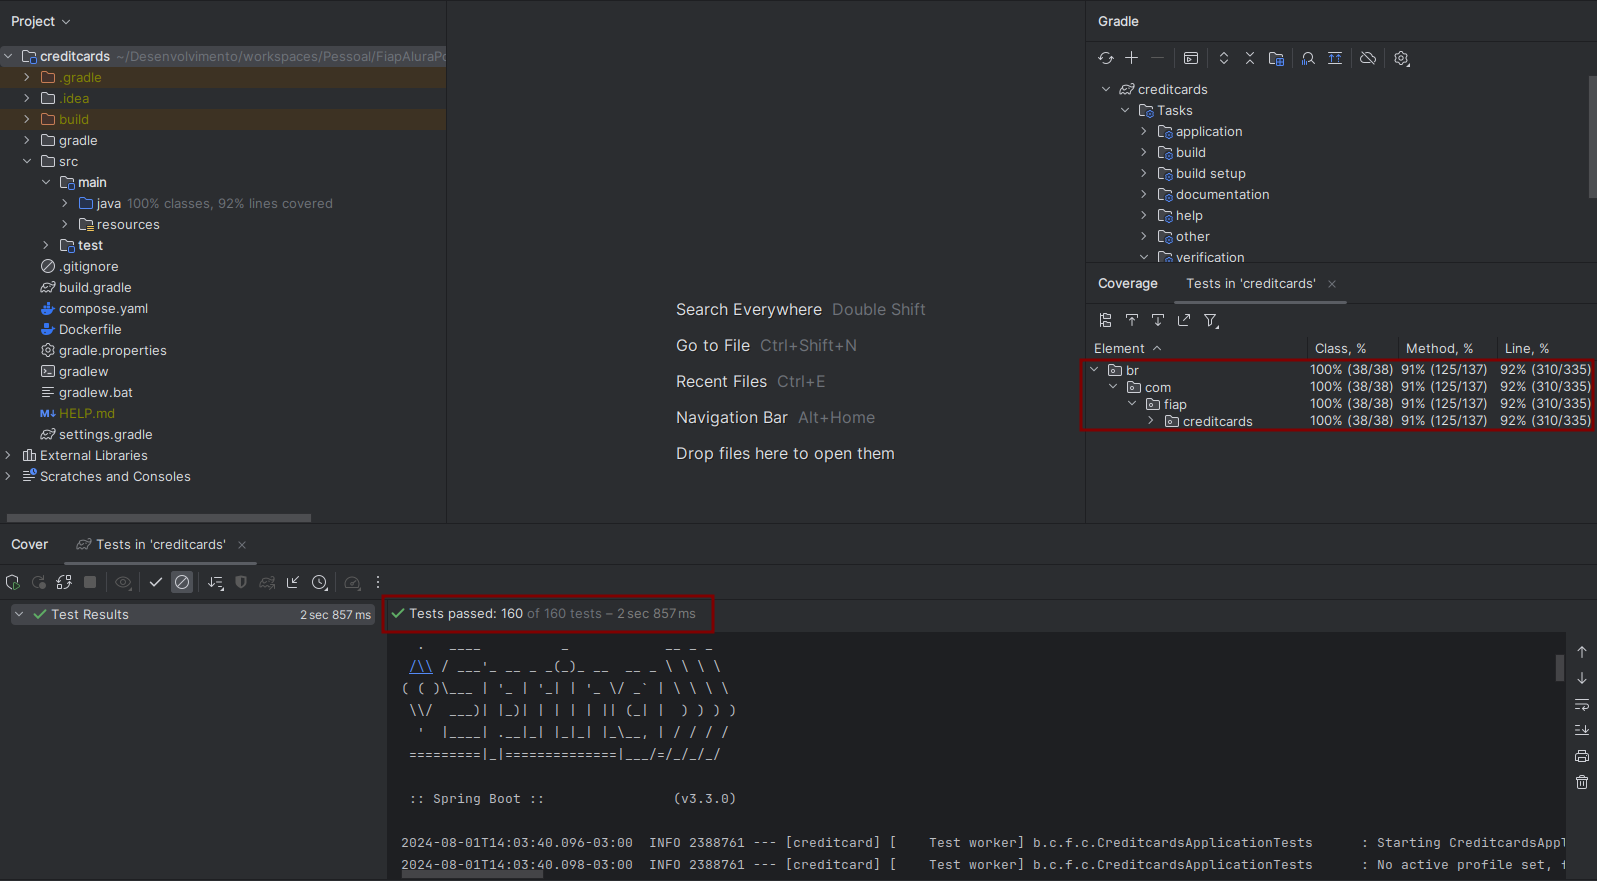 Project
creditcards ~/Desenvolvimento/workspaces/Pessoal/FiapAluraPo
.gradle
.idea
build
gradle
src
main
java 100% classes, 92% lines covered
resources
test
.gitignore
build.gradle
compose.yaml
Dockerfile
gradle.properties
gradlew
gradlew.bat
HELP.md
settings.gradle
External Libraries
Scratches and Consoles
Search Everywhere Double Shift
Go to File Ctrl+Shift+N
Recent Files Ctrl+E
Navigation Bar Alt+Home
Drop files here to open them
Gradle
creditcards
Tasks
application
build
build setup
documentation
help
other
verification
Coverage Tests in 'creditcards'
Element Class, % Method, % Line, %
br 100% (38/38) 91% (125/137) 92% (310/335)
com 100% (38/38) 91% (125/137) 92% (310/335)
fiap 100% (38/38) 91% (125/137) 92% (310/335)
creditcards 100% (38/38) 91% (125/137) 92% (310/335)
Cover Tests in 'creditcards'
Test Results 2 sec 857 ms
Tests passed: 160 of 160 tests – 2 sec 857 ms
:: Spring Boot :: (v3.3.0)
2024-08-01T14:03:40.096-03:00 INFO 2388761 --- [creditcard] [ Test worker] b.c.f.c.CreditcardsApplicationTests : Starting CreditcardsAppl
2024-08-01T14:03:40.098-03:00 INFO 2388761 --- [creditcard] [ Test worker] b.c.f.c.CreditcardsApplicationTests : No active profile set, f